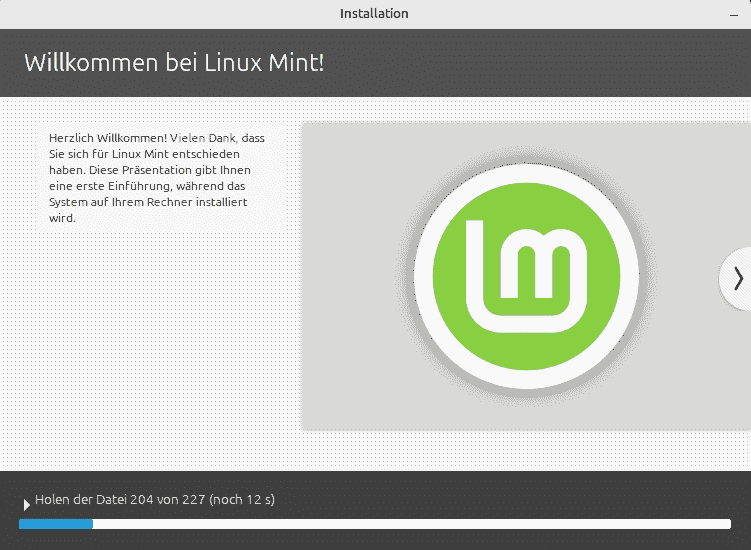 Installation
Willkommen bei Linux Mint!
Herzlich Willkommen! Vielen Dank, dass
Sie sich für Linux Mint entschieden
haben. Diese Präsentation gibt Ihnen
eine erste Einführung, während das
System auf Ihrem Rechner installiert
wird.
Holen der Datei 204 von 227 (noch 12 s)